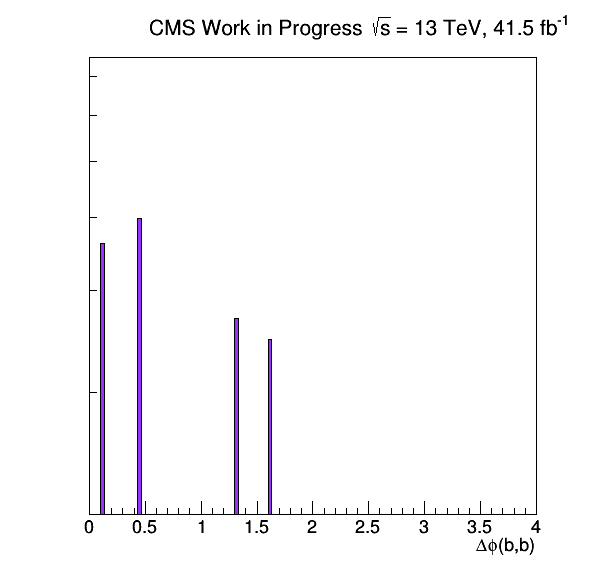 CMS Work in Progress √s = 13 TeV, 41.5 fb⁻¹
0 0.5 1 1.5 2 2.5 3 3.5 4
Δϕ(b,b)